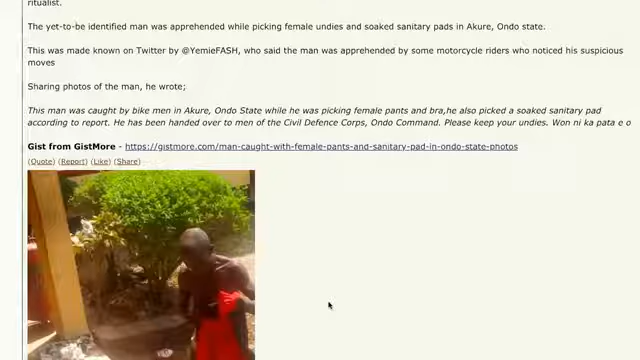 ritualist.
The yet-to-be identified man was apprehended while picking female undies and soaked sanitary pads in Akure, Ondo state.
This was made known on Twitter by @YemieFASH, who said the man was apprehended by some motorcycle riders who noticed his suspicious
moves
Sharing photos of the man, he wrote;
This man was caught by bike men in Akure, Ondo State while he was picking female pants and bra,he also picked a soaked sanitary pad
according to report. He has been handed over to men of the Civil Defence Corps, Ondo Command. Please keep your undies. Won ni ka pata e o
Gist from GistMore - https://gistmore.com/man-caught-with-female-pants-and-sanitary-pad-in-ondo-state-photos
(Quote) (Report) (Like) (Share)